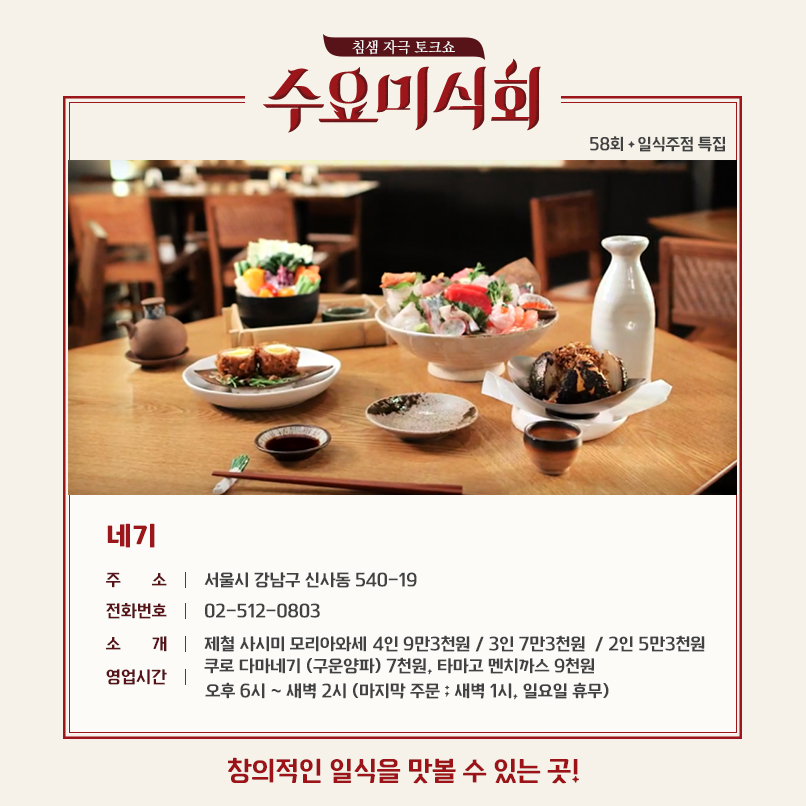 침샘 자극 토크쇼
수요미식회
58회 + 일식주점 특집
네기
주 소 | 서울시 강남구 신사동 540-19
전화번호 | 02-512-0803
소 개 | 제철 사시미 모리아와세 4인 9만3천원 / 3인 7만3천원 / 2인 5만3천원
쿠로 다마네기 (구운양파) 7천원, 타마고 멘치까스 9천원
영업시간 | 오후 6시 ~ 새벽 2시 (마지막 주문 ; 새벽 1시, 일요일 휴무)
창의적인 일식을 맛볼 수 있는 곳!